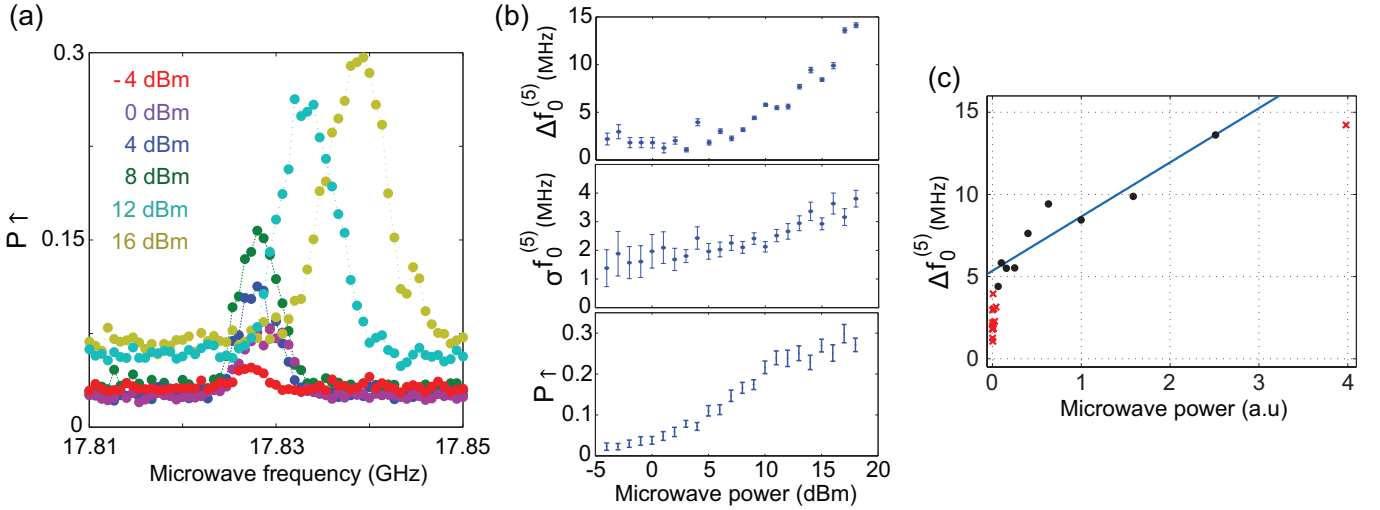 (a)
0.3
- 4 dBm
0 dBm
4 dBm
8 dBm
12 dBm
16 dBm
P↑
0.15
0
17.81
17.83
17.85
Microwave frequency (GHz)
(b)
15
10
5
0
Δf₀⁽⁵⁾ (MHz)
6
4
2
0
σf₀⁽⁵⁾ (MHz)
0.3
0.2
0.1
0
P↑
-5
0
5
10
15
20
Microwave power (dBm)
(c)
15
10
5
0
Δf₀⁽⁵⁾ (MHz)
0
1
2
3
4
Microwave power (a.u)